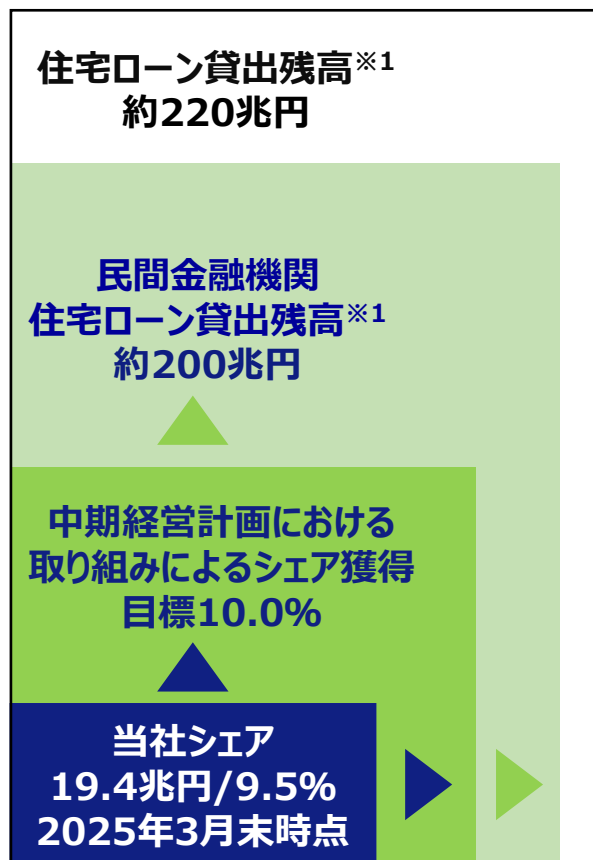 住宅ローン貸出残高※1
約220兆円
民間金融機関
住宅ローン貸出残高※1
約200兆円
中期経営計画における
取り組みによるシェア獲得
目標10.0%
当社シェア
19.4兆円/9.5%
2025年3月末時点